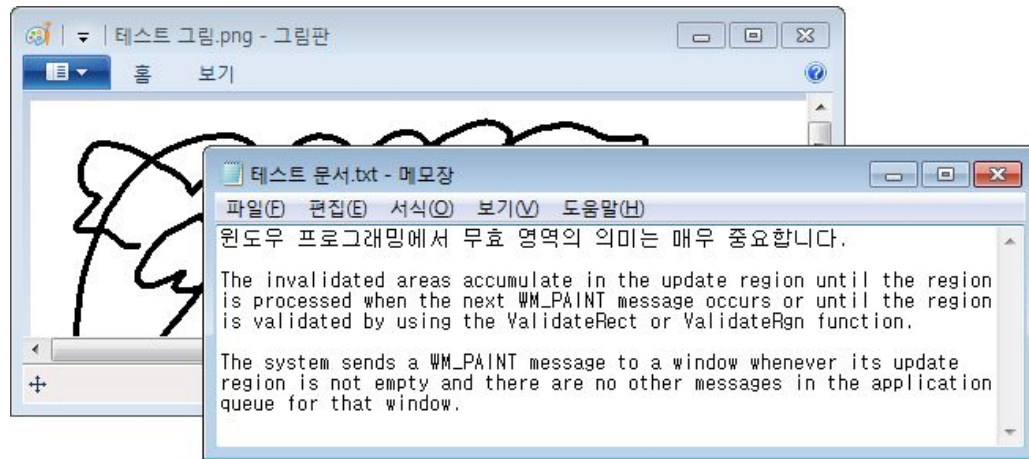 테스트 그림.png - 그림판
홈 보기
테스트 문서.txt - 메모장
파일(F) 편집(E) 서식(O) 보기(V) 도움말(H)
윈도우 프로그래밍에서 무효 영역의 의미는 매우 중요합니다.
The invalidated areas accumulate in the update region until the region
is processed when the next WM_PAINT message occurs or until the region
is validated by using the ValidateRect or ValidateRgn function.
The system sends a WM_PAINT message to a window whenever its update
region is not empty and there are no other messages in the application
queue for that window.